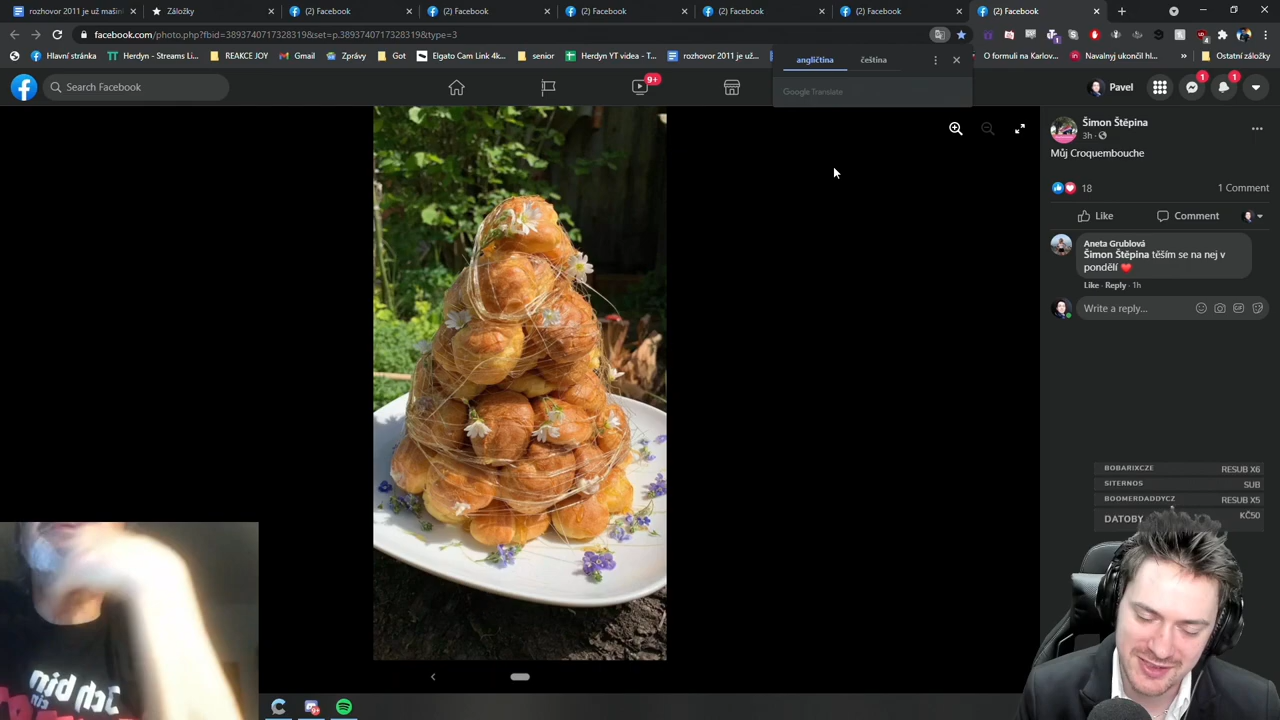 rozhovor 2011 je už mašin
Záložky
(2) Facebook
(2) Facebook
(2) Facebook
(2) Facebook
(2) Facebook
(2) Facebook
facebook.com/photo.php?fbid=3893740717328319&set=p.3893740717328319&type=3
Hlavní stránka
Herdyn - Streams Li...
REAKCE JOY
Gmail
Zprávy
Got
Elgato Cam Link 4k...
senior
Herdyn YT videa - T...
rozhovor 2011 je už...
O formuli na Karlov...
Navalnyj ukončil hl...
Ostatní záložky
angličtina
čeština
Google Translate
Search Facebook
9+
Pavel
1
1
Šimon Štěpina
3h
Můj Croquembouche
18
1 Comment
Like
Comment
Aneta Grublová
Šimon Štěpina těším se na nej v
pondělí
Like · Reply · 1h
Write a reply...
BOBARIXCZE RESUB X6
SITERNOS SUB
BOOMERDADDYCZ RESUB X5
DATOBY KČ50
Ich bin
ein